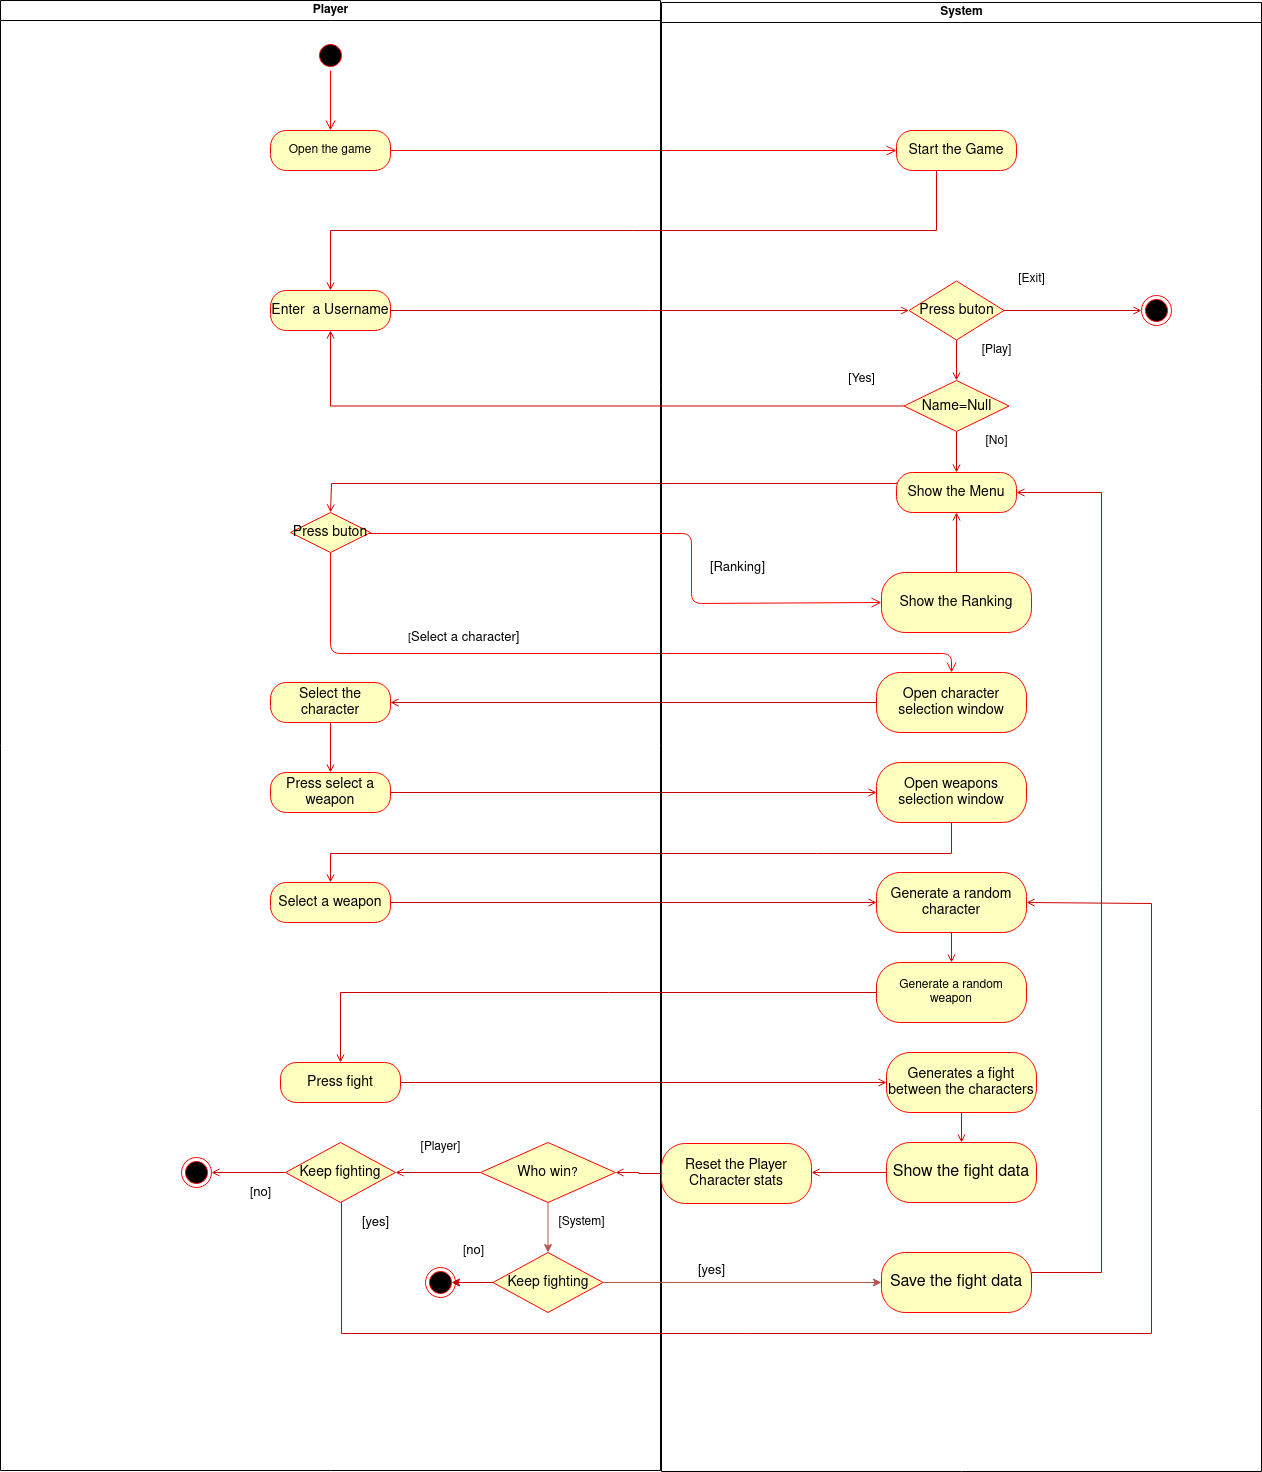 Player
System
Open the game
Start the Game
[Exit]
Enter  a Username
Press buton
[Play]
[Yes]
Name=Null
[No]
Show the Menu
Press buton
[Ranking]
Show the Ranking
[Select a character]
Select the
character
Open character
selection window
Press select a
weapon
Open weapons
selection window
Select a weapon
Generate a random
character
Generate a random
weapon
Press fight
Generates a fight
between the characters
[Player]
Keep fighting
Who win?
Reset the Player
Character stats
Show the fight data
[no]
[yes]
[System]
[no]
Keep fighting
[yes]
Save the fight data